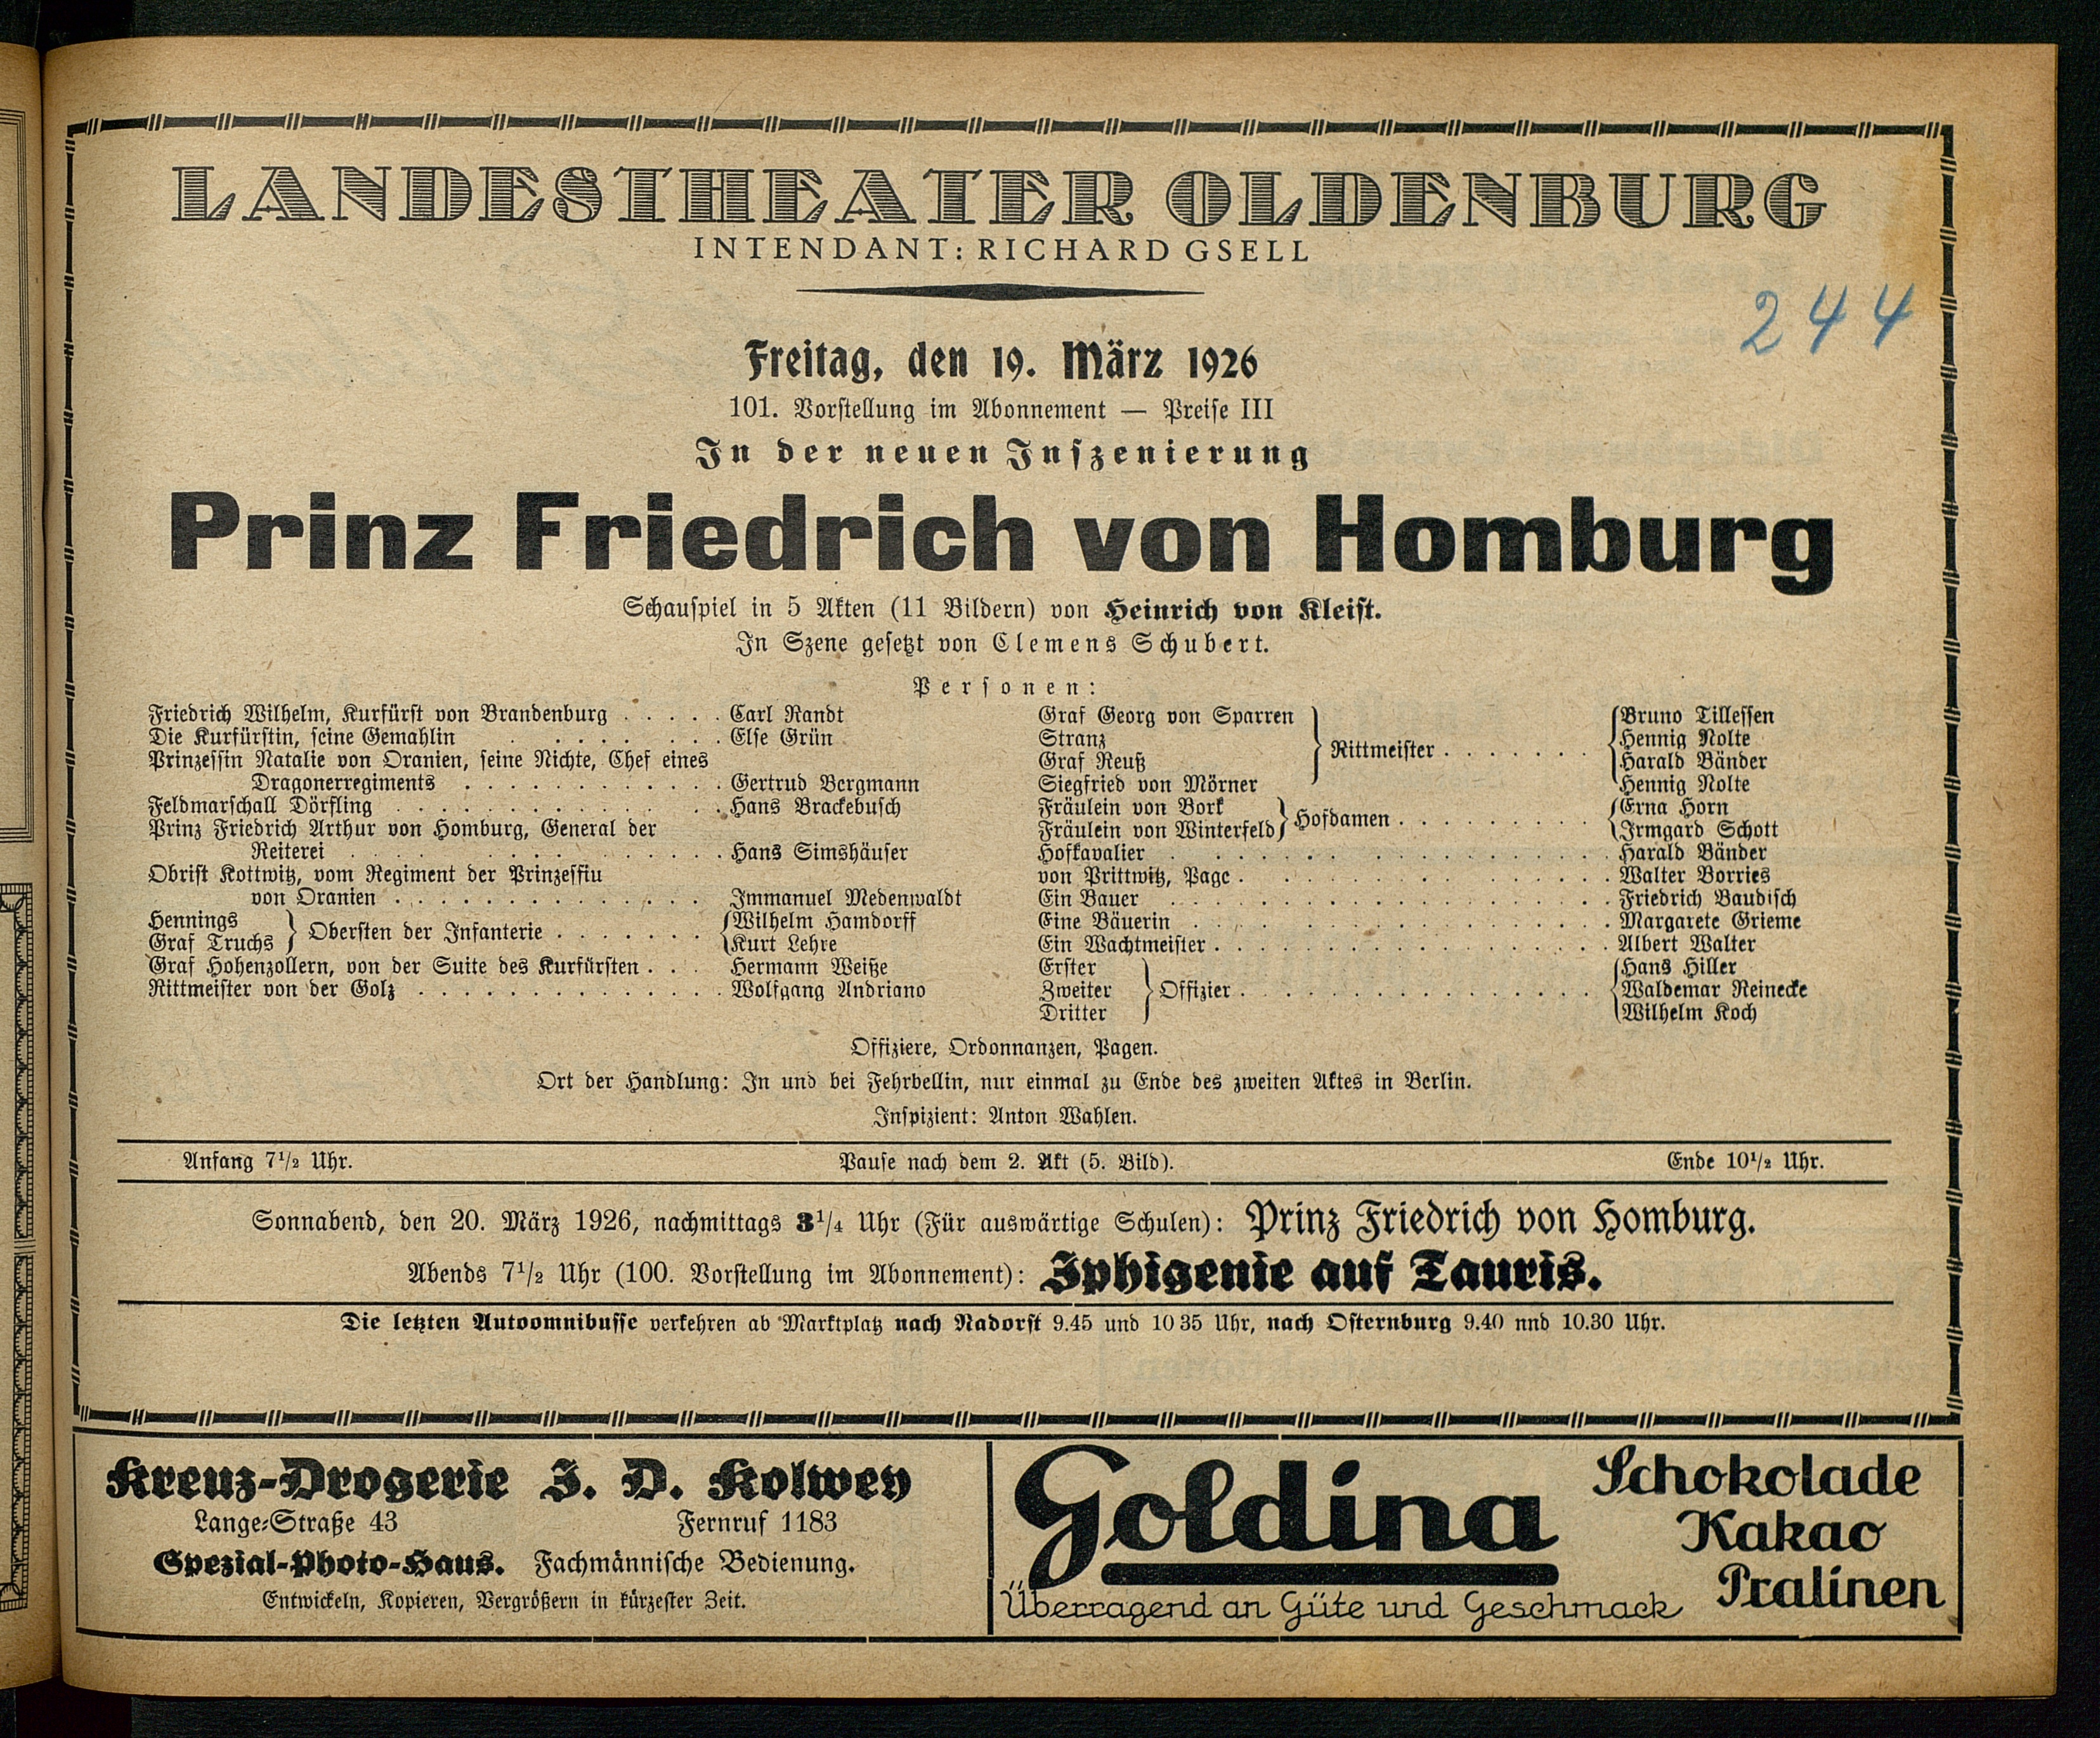 LANDESTHEATER OLDENBURG
INTENDANT: RICHARD GSELL
244
Freitag, den 19. März 1926
101. Vorstellung im Abonnement — Preise III
In der neuen Inszenierung
Prinz Friedrich von Homburg
Schauspiel in 5 Akten (11 Bildern) von Heinrich von Kleist.
In Szene gesetzt von Clemens Schubert.
Personen:
Friedrich Wilhelm, Kurfürst von Brandenburg . . . . . Carl Randt
Die Kurfürstin, seine Gemahlin . . . . . . . . Else Grün
Prinzessin Natalie von Oranien, seine Nichte, Chef eines
Dragonerregiments . . . . . . . . . . . . Gertrud Bergmann
Feldmarschall Dörfling . . . . . . . . . . . . . . Hans Brackebusch
Prinz Friedrich Arthur von Homburg, General der
Reiterei . . . . . . . . . . . . . . . . Hans Simshäuser
Obrist Kottwitz, vom Regiment der Prinzessiu
von Oranien . . . . . . . . . . . . . . Immanuel Medenwaldt
Hennings } Obersten der Infanterie . . . . . . . { Wilhelm Hamdorff
Graf Truchs } { Kurt Lehre
Graf Hohenzollern, von der Suite des Kurfürsten . . . Hermann Weiße
Rittmeister von der Golz . . . . . . . . . . . . . . Wolfgang Andriano
Graf Georg von Sparren } Rittmeister . . . . . . . { Bruno Tillessen
Stranz } { Hennig Nolte
Graf Reuß } { Harald Bänder
Siegfried von Mörner } { Hennig Nolte
Fräulein von Bork } Hofdamen . . . . . . . . . { Erna Horn
Fräulein von Winterfeld } { Irmgard Schott
Hofkavalier . . . . . . . . . . . . . . . . . . . . Harald Bänder
von Prittwitz, Page . . . . . . . . . . . . . . . . . Walter Borries
Ein Bauer . . . . . . . . . . . . . . . . . . . . Friedrich Baudisch
Eine Bäuerin . . . . . . . . . . . . . . . . . . . Margarete Grieme
Ein Wachtmeister . . . . . . . . . . . . . . . . . . Albert Walter
Erster } Offizier . . . . . . . . . . . . . . . . { Hans Hiller
Zweiter } { Waldemar Reinecke
Dritter } { Wilhelm Koch
Offiziere, Ordonnanzen, Pagen.
Ort der Handlung: In und bei Fehrbellin, nur einmal zu Ende des zweiten Aktes in Berlin.
Inspizient: Anton Wahlen.
Anfang 7½ Uhr. Pause nach dem 2. Akt (5. Bild). Ende 10½ Uhr.
Sonnabend, den 20. März 1926, nachmittags 3¼ Uhr (Für auswärtige Schulen): Prinz Friedrich von Homburg.
Abends 7½ Uhr (100. Vorstellung im Abonnement): Iphigenie auf Tauris.
Die letzten Autoomnibusse verkehren ab Marktplatz nach Nadorst 9.45 und 10 35 Uhr, nach Osternburg 9.40 nnd 10.30 Uhr.
Kreuz-Drogerie J. D. Kolwey
Lange-Straße 43 Fernruf 1183
Spezial-Photo-Haus. Fachmännische Bedienung.
Entwickeln, Kopieren, Vergrößern in kürzester Zeit.
Goldina
Schokolade
Kakao
Pralinen
Überragend an Güte und Geschmack